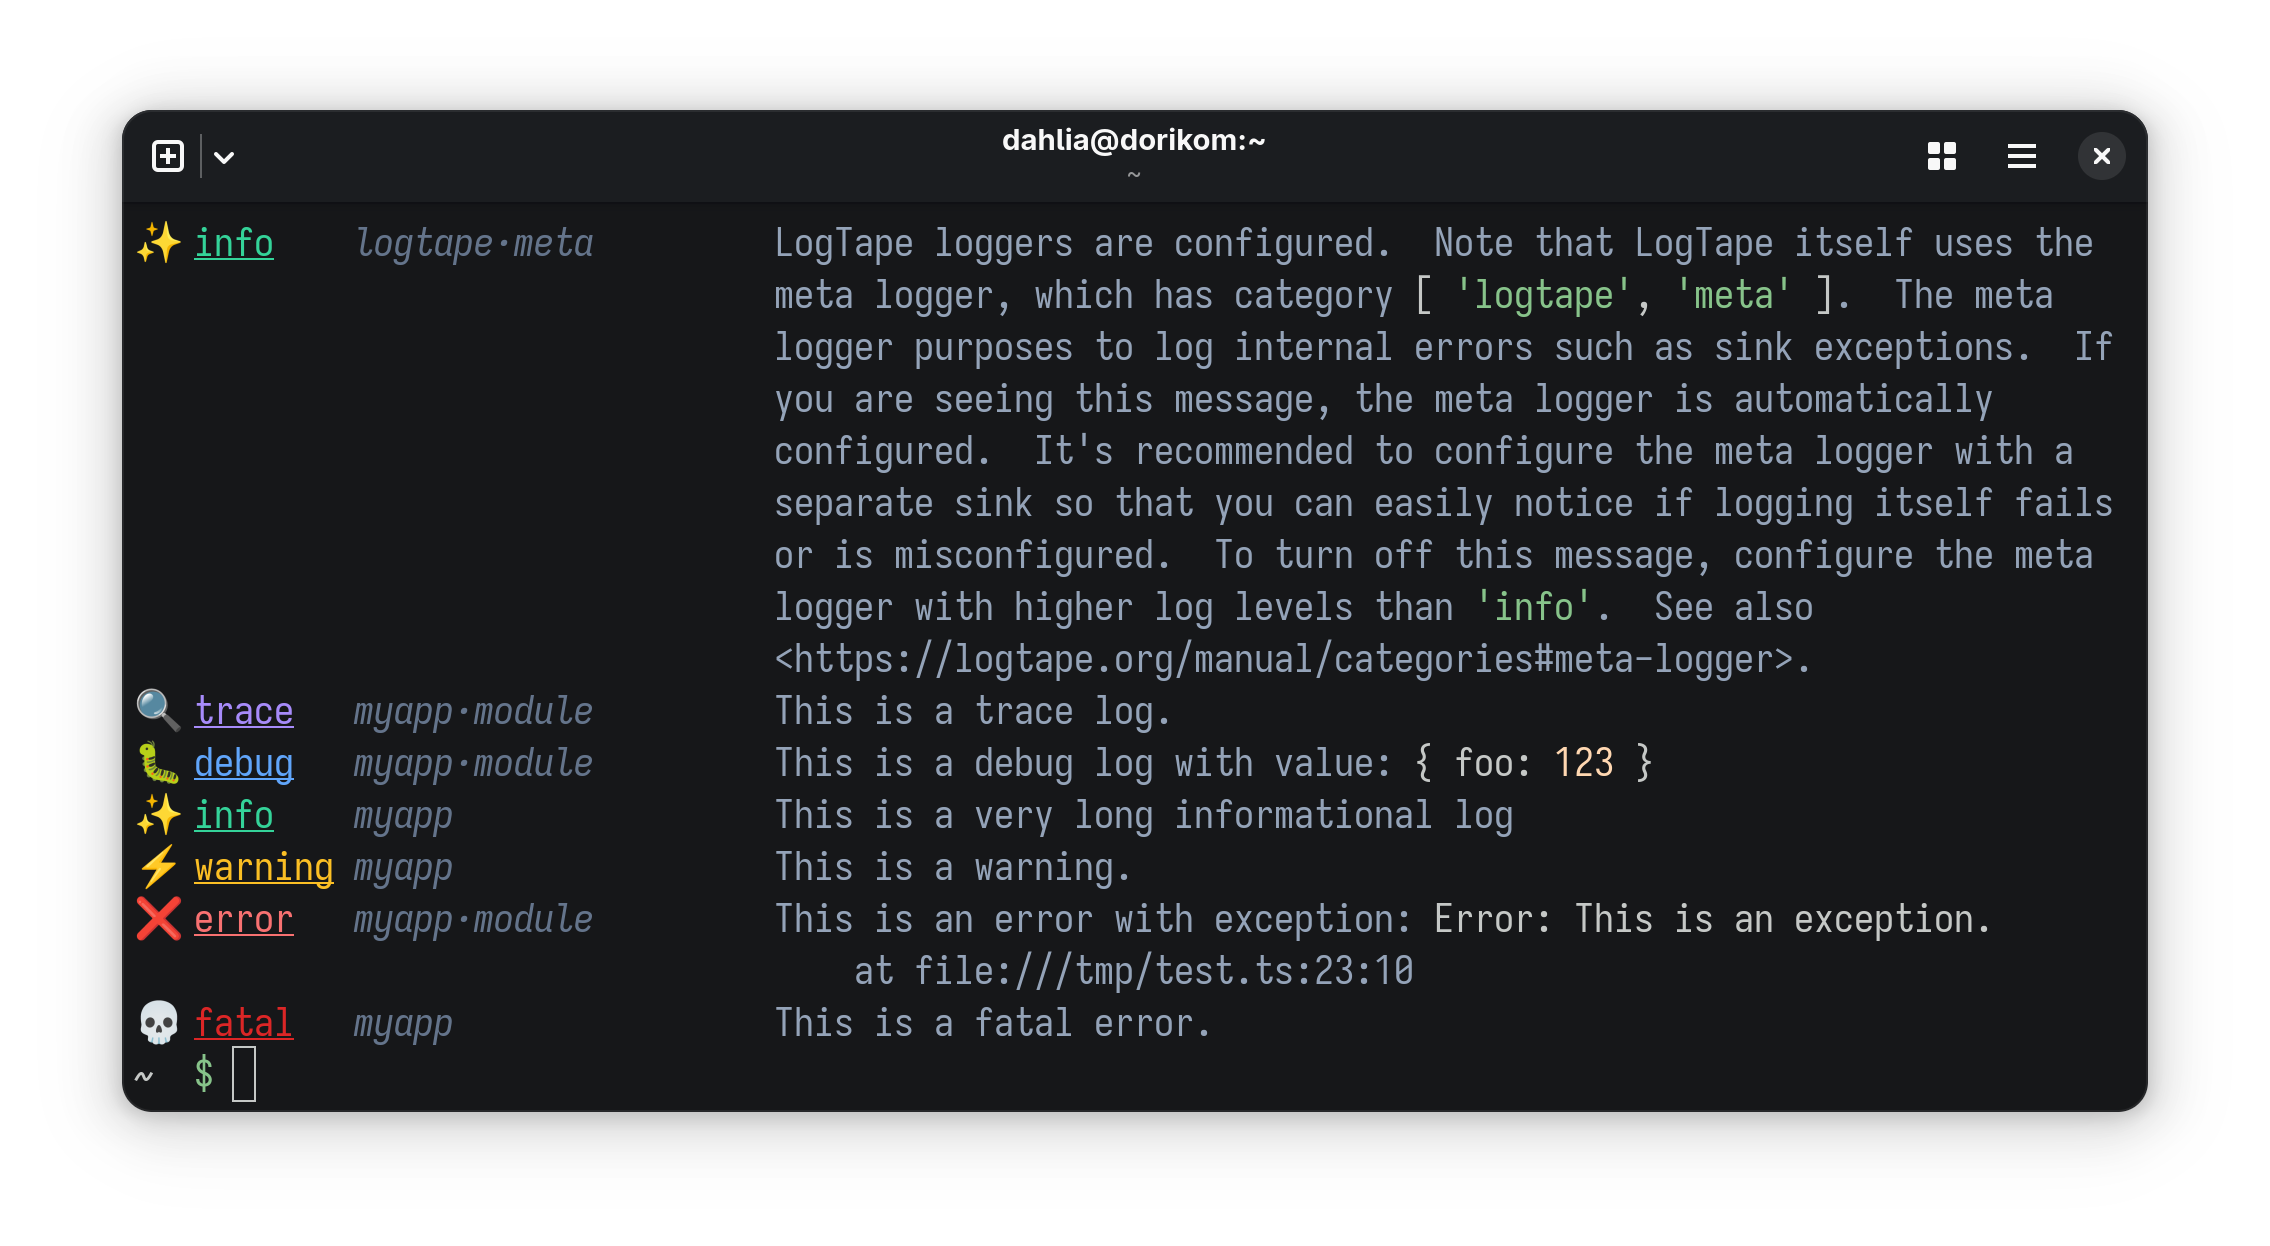 dahlia@dorikom:~
~
✨ info    logtape·meta         LogTape loggers are configured.  Note that LogTape itself uses the
meta logger, which has category [ 'logtape', 'meta' ].  The meta
logger purposes to log internal errors such as sink exceptions.  If
you are seeing this message, the meta logger is automatically
configured.  It's recommended to configure the meta logger with a
separate sink so that you can easily notice if logging itself fails
or is misconfigured.  To turn off this message, configure the meta
logger with higher log levels than 'info'.  See also
<https://logtape.org/manual/categories#meta-logger>.
🔍 trace   myapp·module         This is a trace log.
🐛 debug   myapp·module         This is a debug log with value: { foo: 123 }
✨ info    myapp                This is a very long informational log
⚡ warning myapp                This is a warning.
❌ error   myapp·module         This is an error with exception: Error: This is an exception.
    at file:///tmp/test.ts:23:10
💀 fatal   myapp                This is a fatal error.
~  $